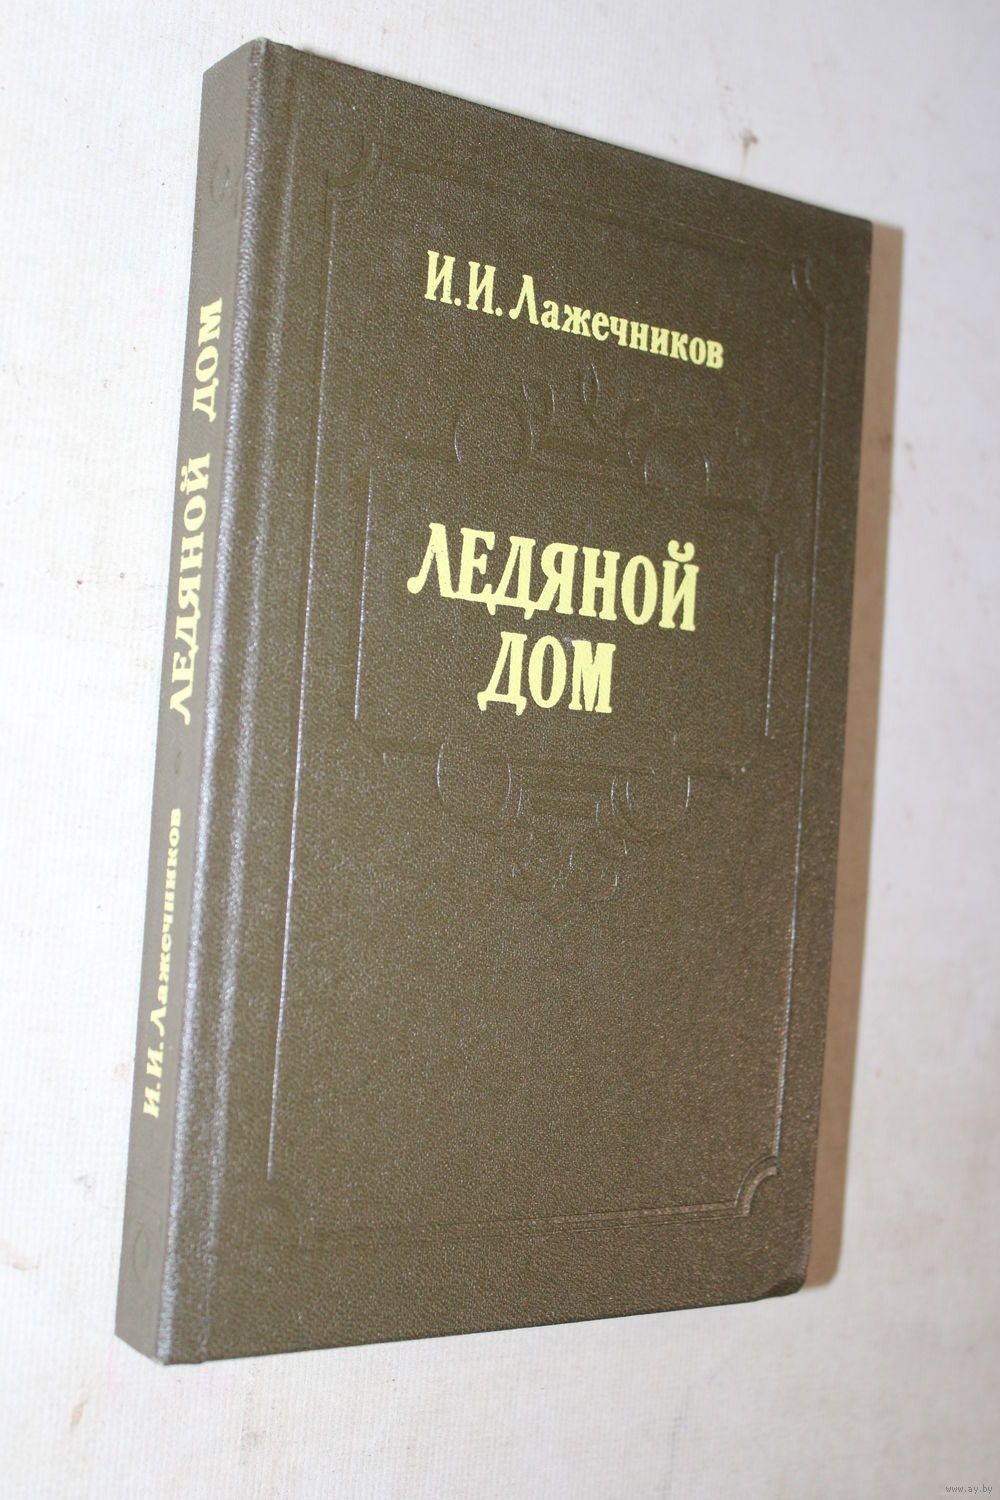 И.И. Лажечников
ЛЕДЯНОЙ
ДОМ
И.И. Лажечников ЛЕДЯНОЙ ДОМ
www.ay.by